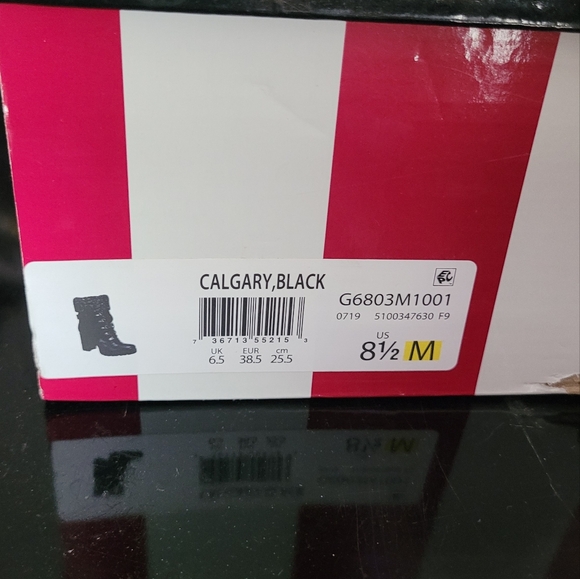 CALGARY,BLACK
G6803M1001
0719 5100347630 F9
7 36713 55215 3
UK EUR cm
6.5 38.5 25.5
US
8½ M